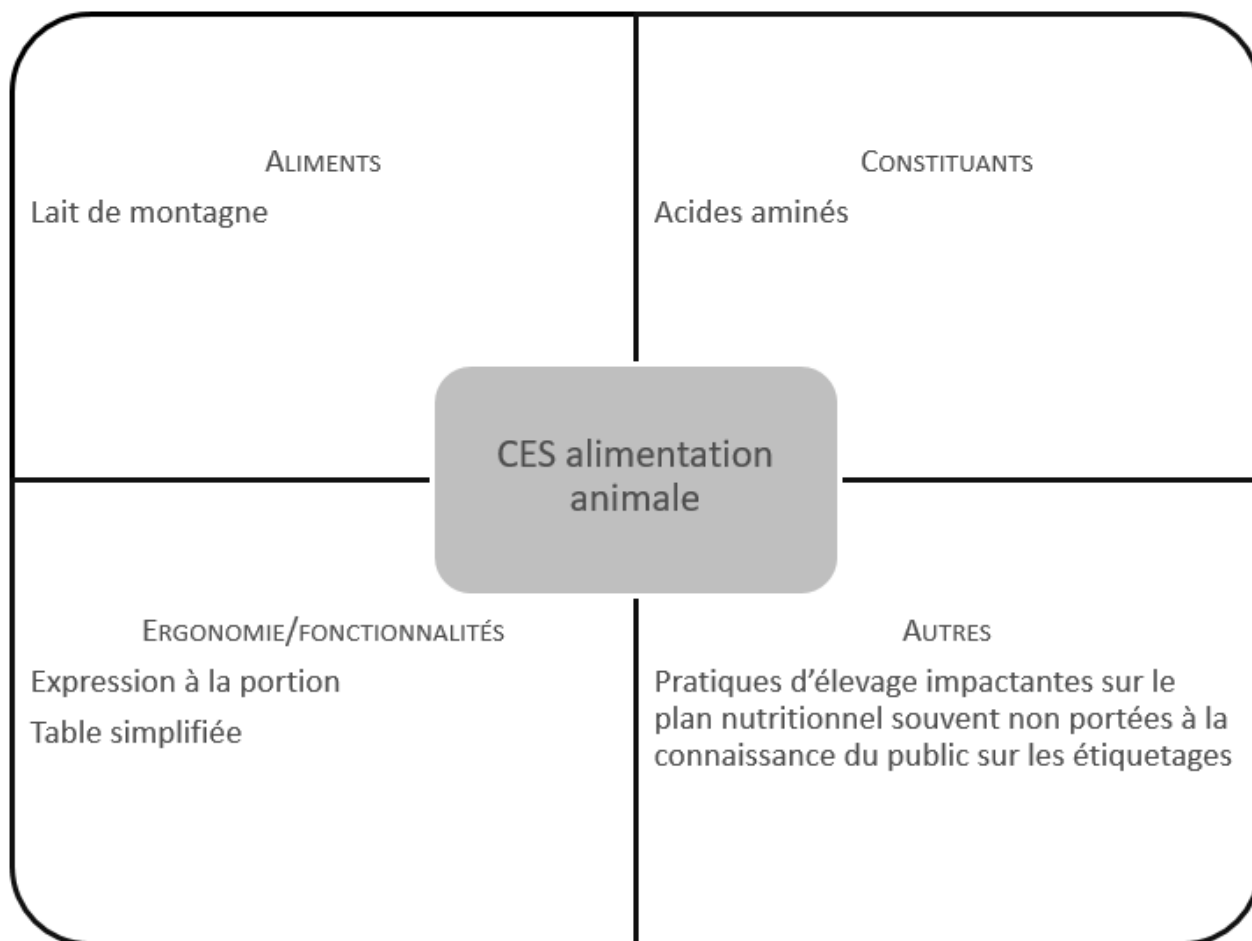 ALIMENTS
Lait de montagne
CONSTITUANTS
Acides aminés
CES alimentation
animale
ERGONOMIE/FONCTIONNALITÉS
Expression à la portion
Table simplifiée
AUTRES
Pratiques d’élevage impactantes sur le
plan nutritionnel souvent non portées à la
connaissance du public sur les étiquetages